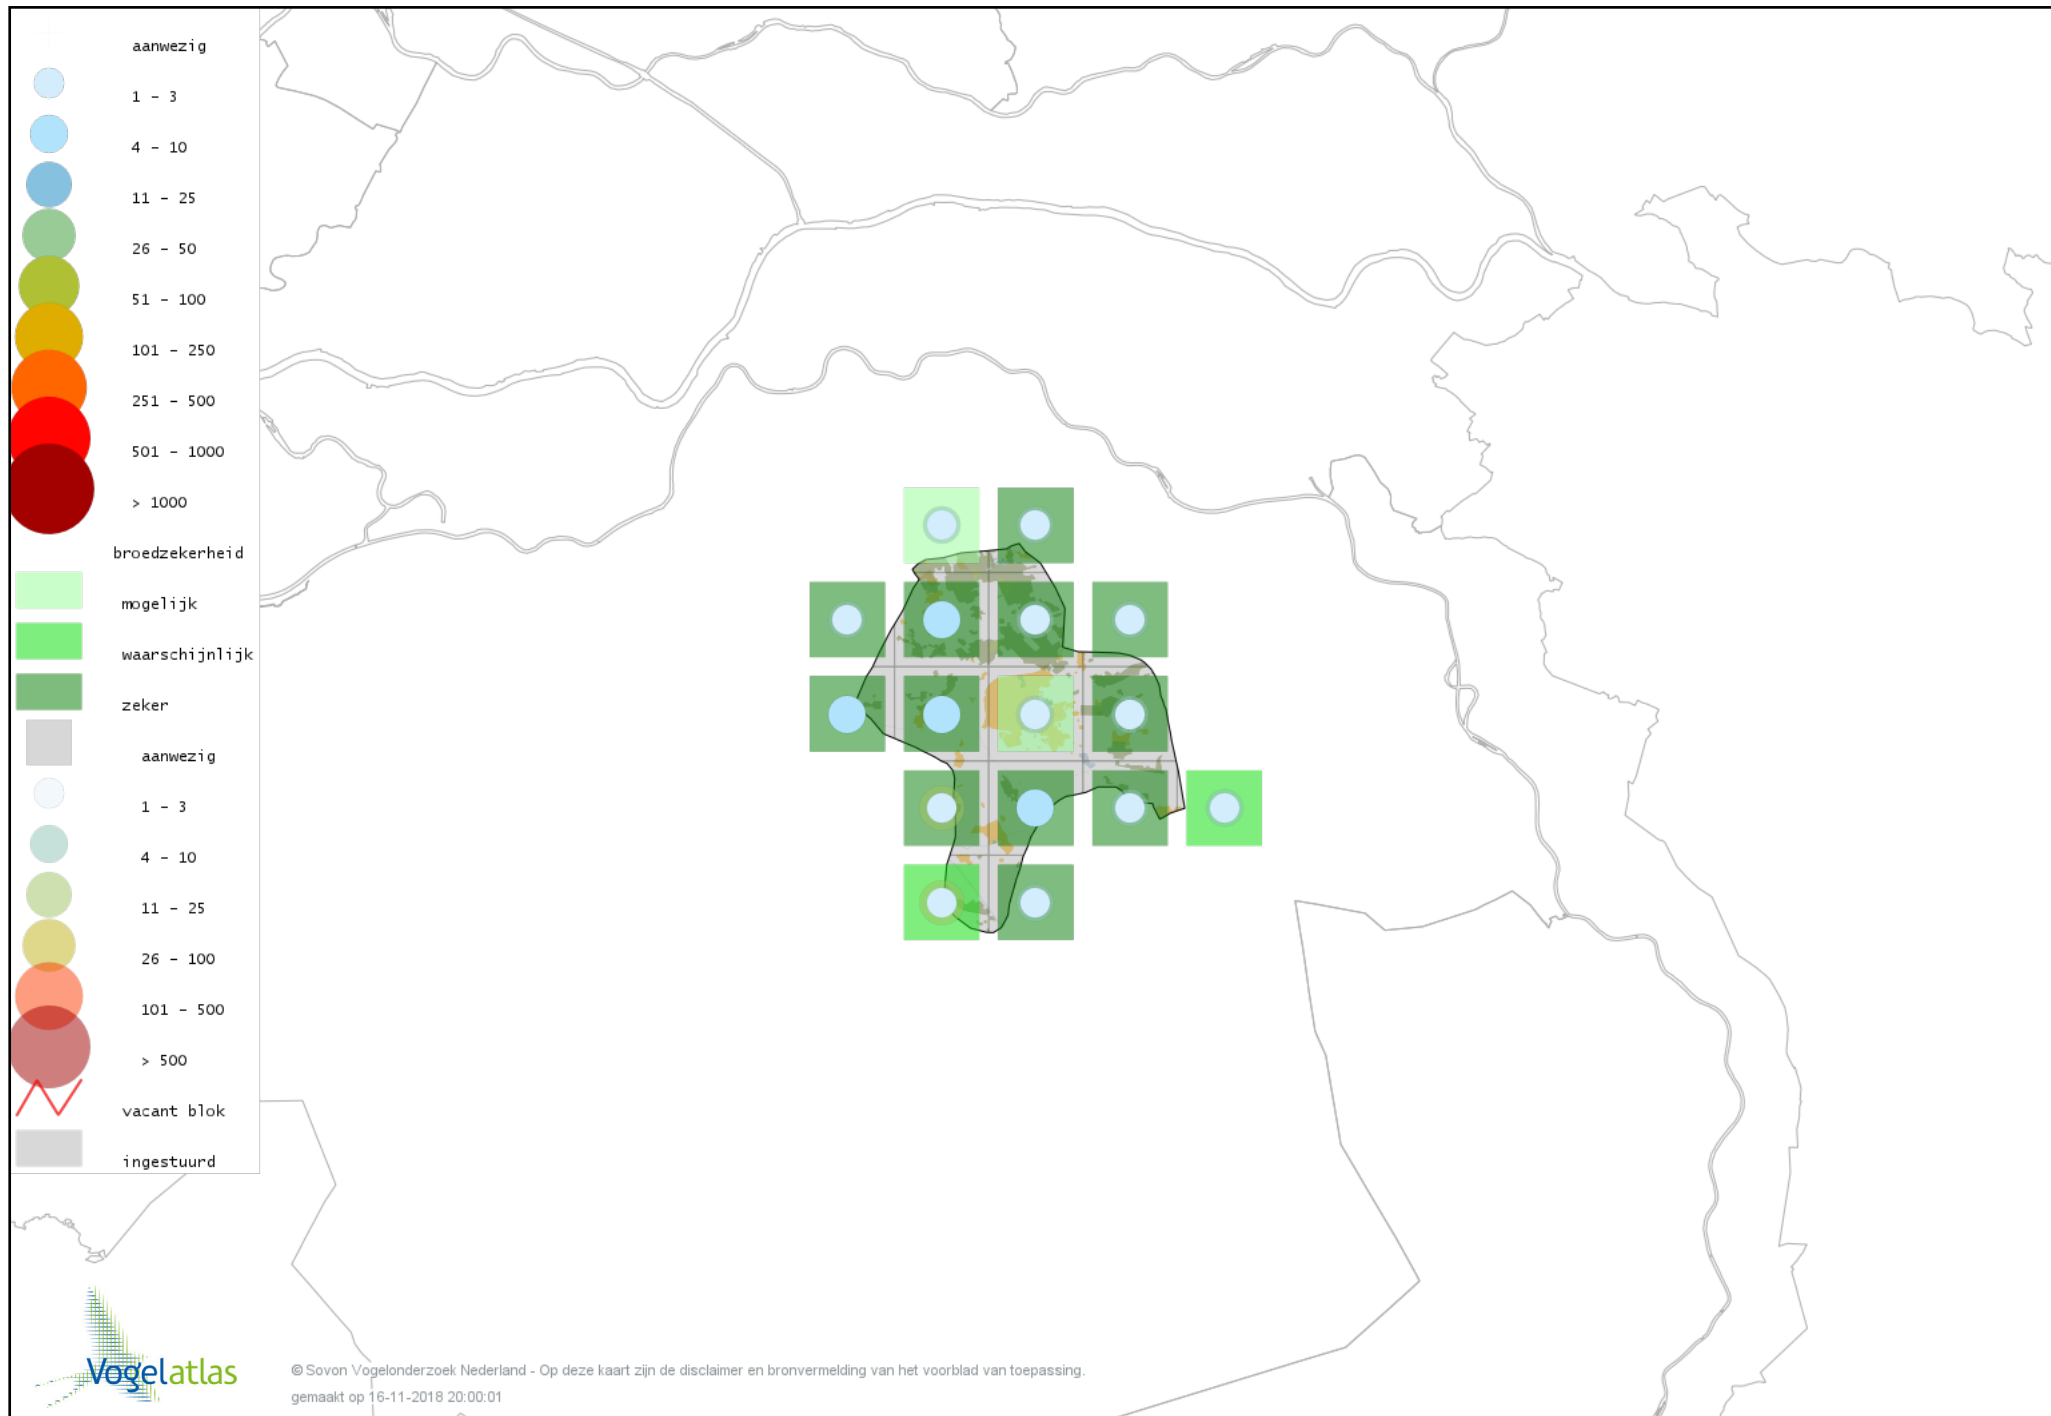 aanwezig
1 - 3
4 - 10
11 - 25
26 - 50
51 - 100
101 - 250
251 - 500
501 - 1000
> 1000
broedzekerheid
mogelijk
waarschijnlijk
zeker
aanwezig
1 - 3
4 - 10
11 - 25
26 - 100
101 - 500
> 500
vacant blok
ingestuurd
Vogelatlas
© Sovon Vogelonderzoek Nederland - Op deze kaart zijn de disclaimer en bronvermelding van het voorblad van toepassing.
gemaakt op 16-11-2018 20:00:01